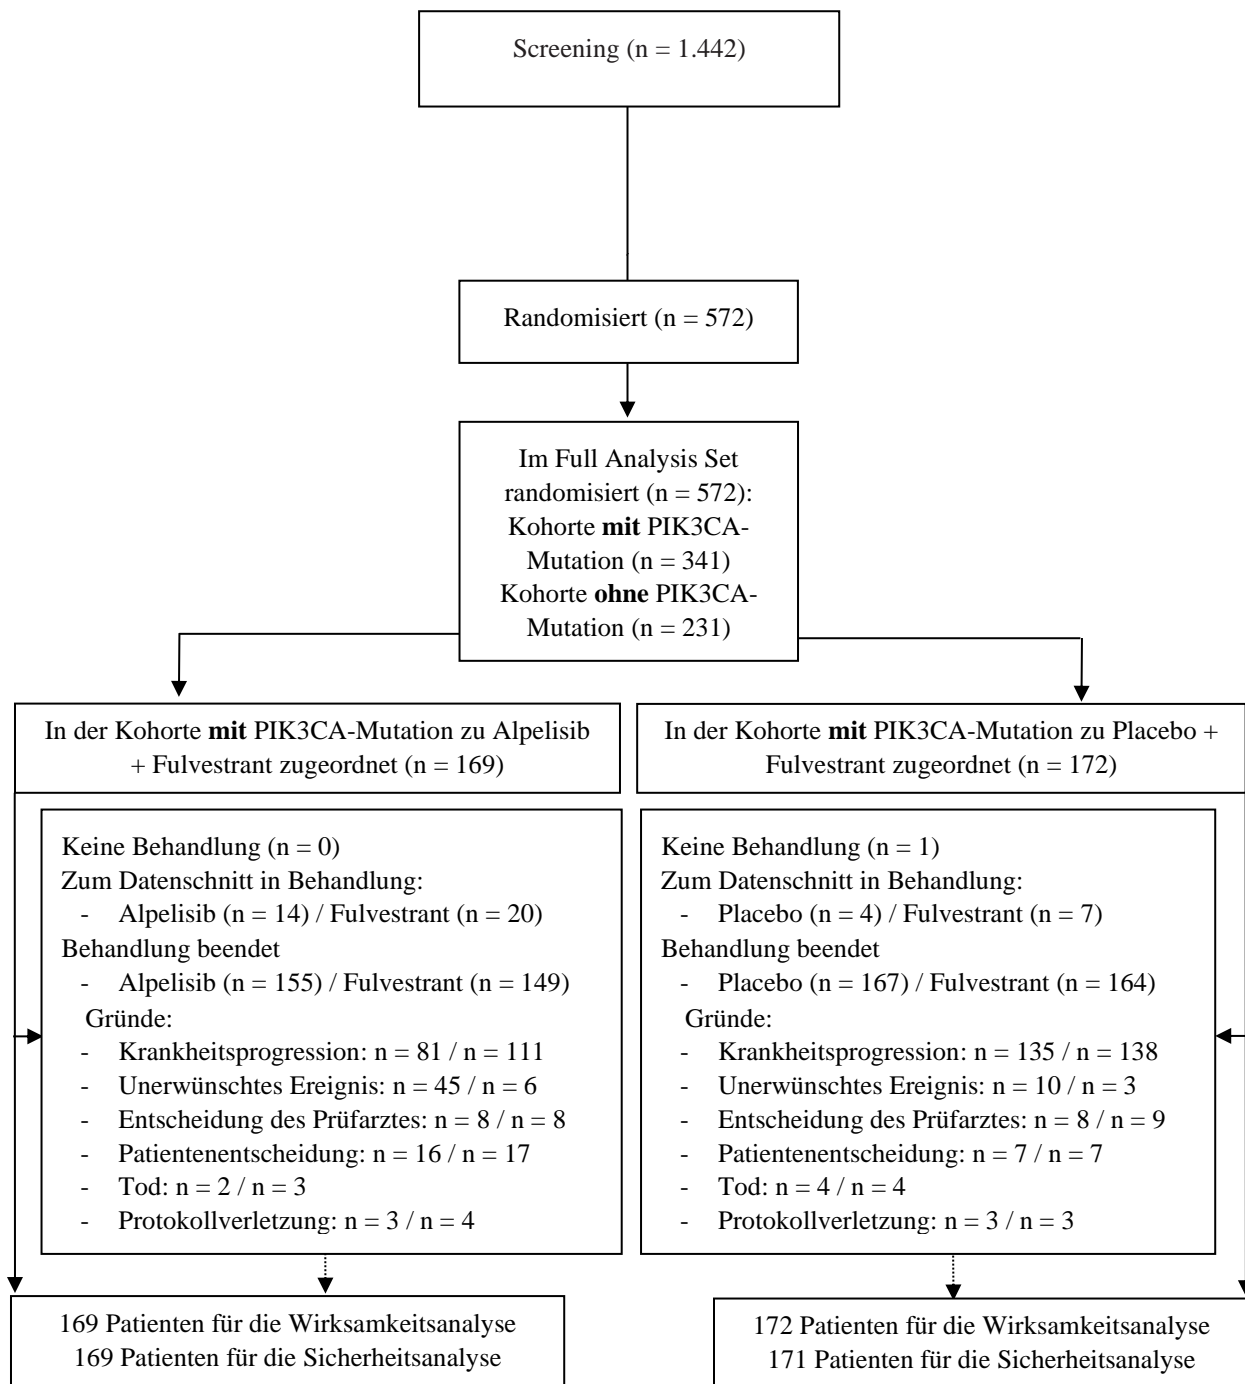 Screening (n = 1.442)
Randomisiert (n = 572)
Im Full Analysis Set
randomisiert (n = 572):
Kohorte mit PIK3CA-
Mutation (n = 341)
Kohorte ohne PIK3CA-
Mutation (n = 231)
In der Kohorte mit PIK3CA-Mutation zu Alpelisib
+ Fulvestrant zugeordnet (n = 169)
In der Kohorte mit PIK3CA-Mutation zu Placebo +
Fulvestrant zugeordnet (n = 172)
Keine Behandlung (n = 0)
Zum Datenschnitt in Behandlung:
- Alpelisib (n = 14) / Fulvestrant (n = 20)
Behandlung beendet
- Alpelisib (n = 155) / Fulvestrant (n = 149)
Gründe:
- Krankheitsprogression: n = 81 / n = 111
- Unerwünschtes Ereignis: n = 45 / n = 6
- Entscheidung des Prüfarztes: n = 8 / n = 8
- Patientenentscheidung: n = 16 / n = 17
- Tod: n = 2 / n = 3
- Protokollverletzung: n = 3 / n = 4
Keine Behandlung (n = 1)
Zum Datenschnitt in Behandlung:
- Placebo (n = 4) / Fulvestrant (n = 7)
Behandlung beendet
- Placebo (n = 167) / Fulvestrant (n = 164)
Gründe:
- Krankheitsprogression: n = 135 / n = 138
- Unerwünschtes Ereignis: n = 10 / n = 3
- Entscheidung des Prüfarztes: n = 8 / n = 9
- Patientenentscheidung: n = 7 / n = 7
- Tod: n = 4 / n = 4
- Protokollverletzung: n = 3 / n = 3
169 Patienten für die Wirksamkeitsanalyse
169 Patienten für die Sicherheitsanalyse
172 Patienten für die Wirksamkeitsanalyse
171 Patienten für die Sicherheitsanalyse